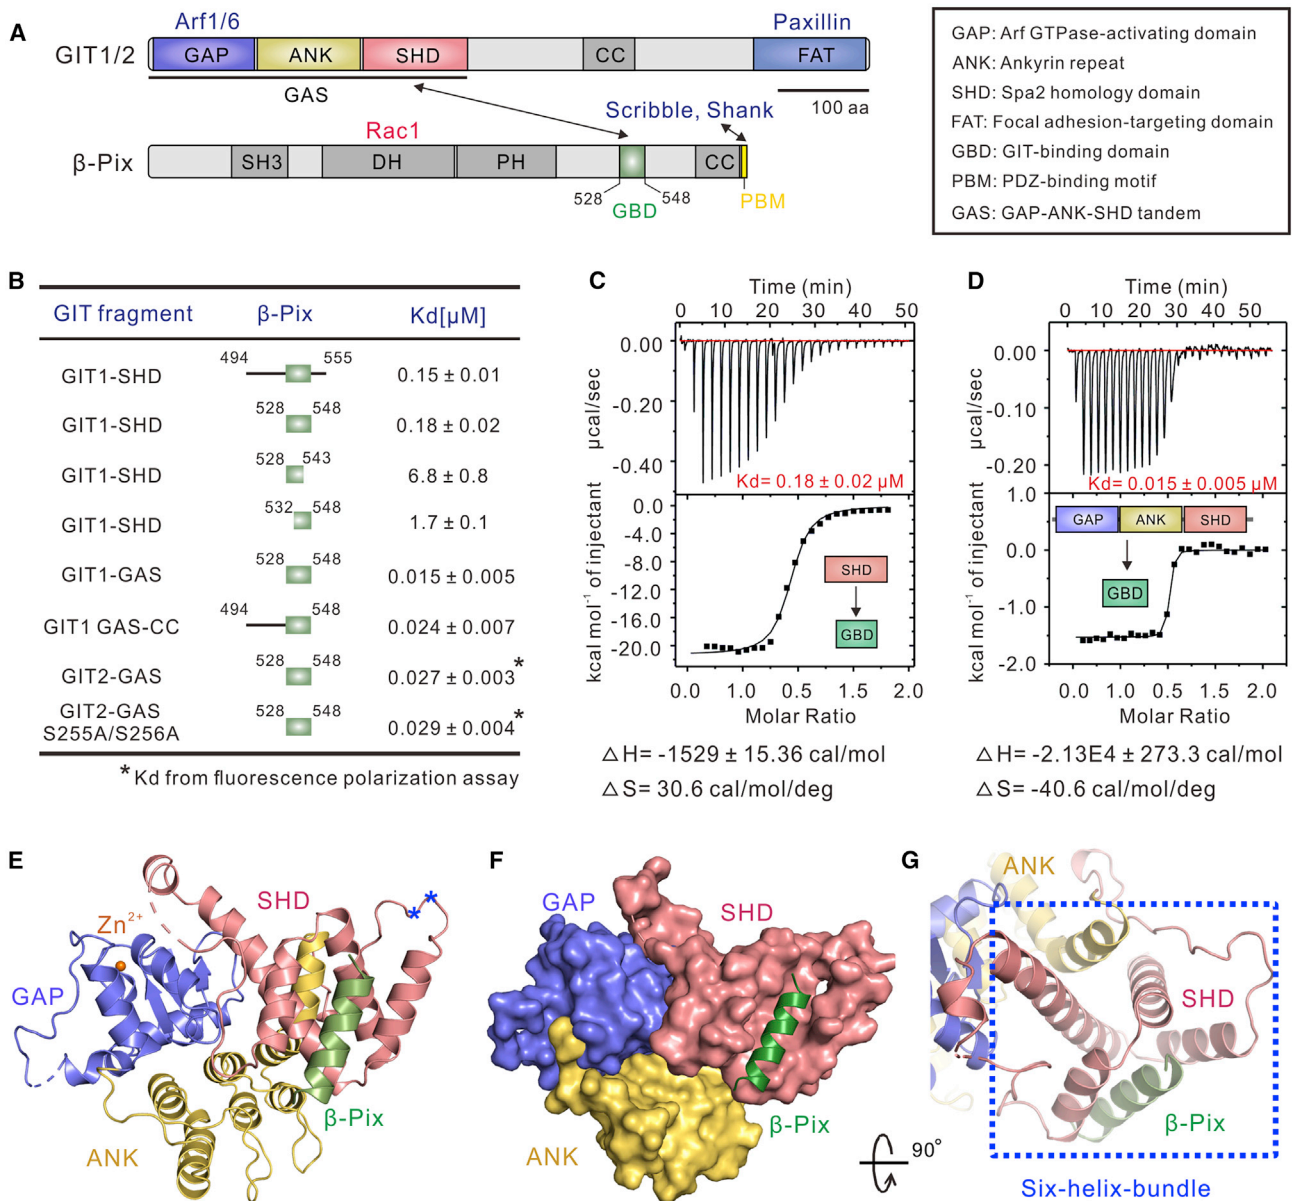 A
Arf1/6
Paxillin
GIT1/2
GAP
ANK
SHD
CC
FAT
GAS
100 aa
Scribble, Shank
Rac1
β-Pix
SH3
DH
PH
CC
528
548
GBD
PBM
GAP: Arf GTPase-activating domain
ANK: Ankyrin repeat
SHD: Spa2 homology domain
FAT: Focal adhesion-targeting domain
GBD: GIT-binding domain
PBM: PDZ-binding motif
GAS: GAP-ANK-SHD tandem
B
GIT fragment β-Pix Kd[µM]
494 555
GIT1-SHD 0.15 ± 0.01
528 548
GIT1-SHD 0.18 ± 0.02
528 543
GIT1-SHD 6.8 ± 0.8
532 548
GIT1-SHD 1.7 ± 0.1
528 548
GIT1-GAS 0.015 ± 0.005
494 548
GIT1 GAS-CC 0.024 ± 0.007
528 548
GIT2-GAS 0.027 ± 0.003*
GIT2-GAS 528 548
S255A/S256A 0.029 ± 0.004*
* Kd from fluorescence polarization assay
C
Time (min)
0 10 20 30 40 50
0.00
-0.20
-0.40
µcal/sec
Kd= 0.18 ± 0.02 µM
0.0
-4.0
-8.0
-12.0
-16.0
-20.0
kcal mol⁻¹ of injectant
SHD
GBD
0.0 1.0 0.5 1.5 2.0
Molar Ratio
△H= -1529 ± 15.36 cal/mol
△S= 30.6 cal/mol/deg
D
Time (min)
0 10 20 30 40 50
0.00
-0.10
-0.20
µcal/sec
Kd= 0.015 ± 0.005 µM
1.0
0.0
-1.0
-2.0
kcal mol⁻¹ of injectant
GAP
ANK
SHD
GBD
0.0 1.0 0.5 1.5 2.0
Molar Ratio
△H= -2.13E4 ± 273.3 cal/mol
△S= -40.6 cal/mol/deg
E
Zn²⁺
SHD
* *
GAP
ANK
β-Pix
F
GAP
SHD
ANK
β-Pix
90°
G
ANK
SHD
β-Pix
Six-helix-bundle